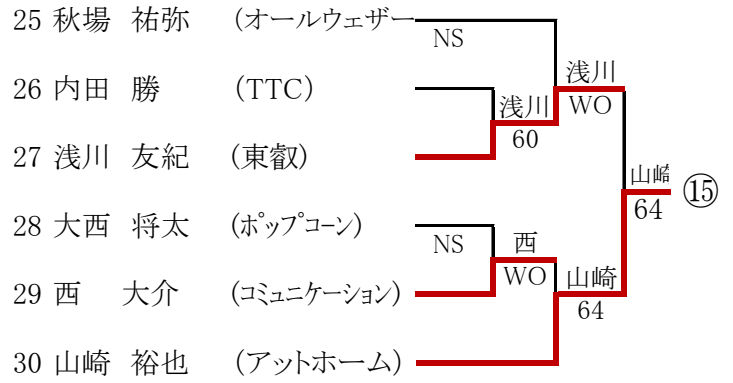 25 秋場 祐弥 (オールウェザー
NS
26 内田 勝 (TTC)
浅川
60
浅川
WO
27 浅川 友紀 (東叡)
山崎
64
⑮
28 大西 将太 (ポップコーン)
NS
西
WO
29 西 大介 (コミュニケーション)
山崎
64
30 山崎 裕也 (アットホーム)